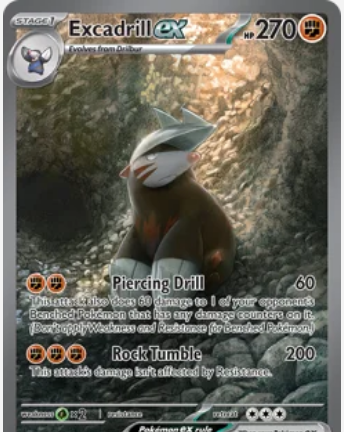 STAGE 1
Excadrill ex
HP 270
Evolves from Drilbur
Piercing Drill 60
This attack also does 60 damage to 1 of your opponent's
Benched Pokémon that has any damage counters on it.
(Don't apply Weakness and Resistance for Benched Pokémon.)
Rock Tumble 200
This attack's damage isn't affected by Resistance.
weakness ×2 resistance retreat
Pokémon ex rule